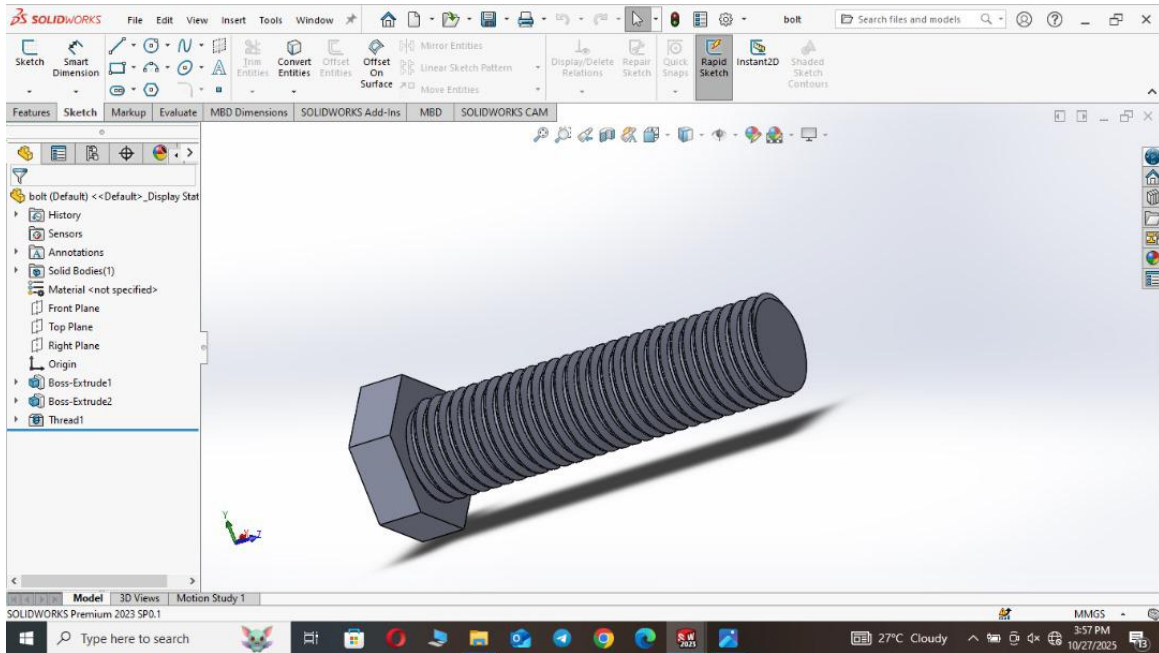 SOLIDWORKS File Edit View Insert Tools Window bolt Search files and models
Sketch Smart Dimension Trim Entities Convert Entities Offset Entities Offset On Surface Mirror Entities Linear Sketch Pattern Move Entities Display/Delete Relations Repair Sketch Quick Snaps Rapid Sketch Instant2D Shaded Sketch Contours
Features Sketch Markup Evaluate MBD Dimensions SOLIDWORKS Add-Ins MBD SOLIDWORKS CAM
bolt (Default) <<Default>_Display Stat
History
Sensors
A Annotations
Solid Bodies(1)
Material <not specified>
Front Plane
Top Plane
Right Plane
Origin
Boss-Extrude1
Boss-Extrude2
Thread1
Y
X Z
Model 3D Views Motion Study 1
SOLIDWORKS Premium 2023 SP0.1 MMGS
Type here to search 27°C Cloudy 3:57 PM
10/27/2025